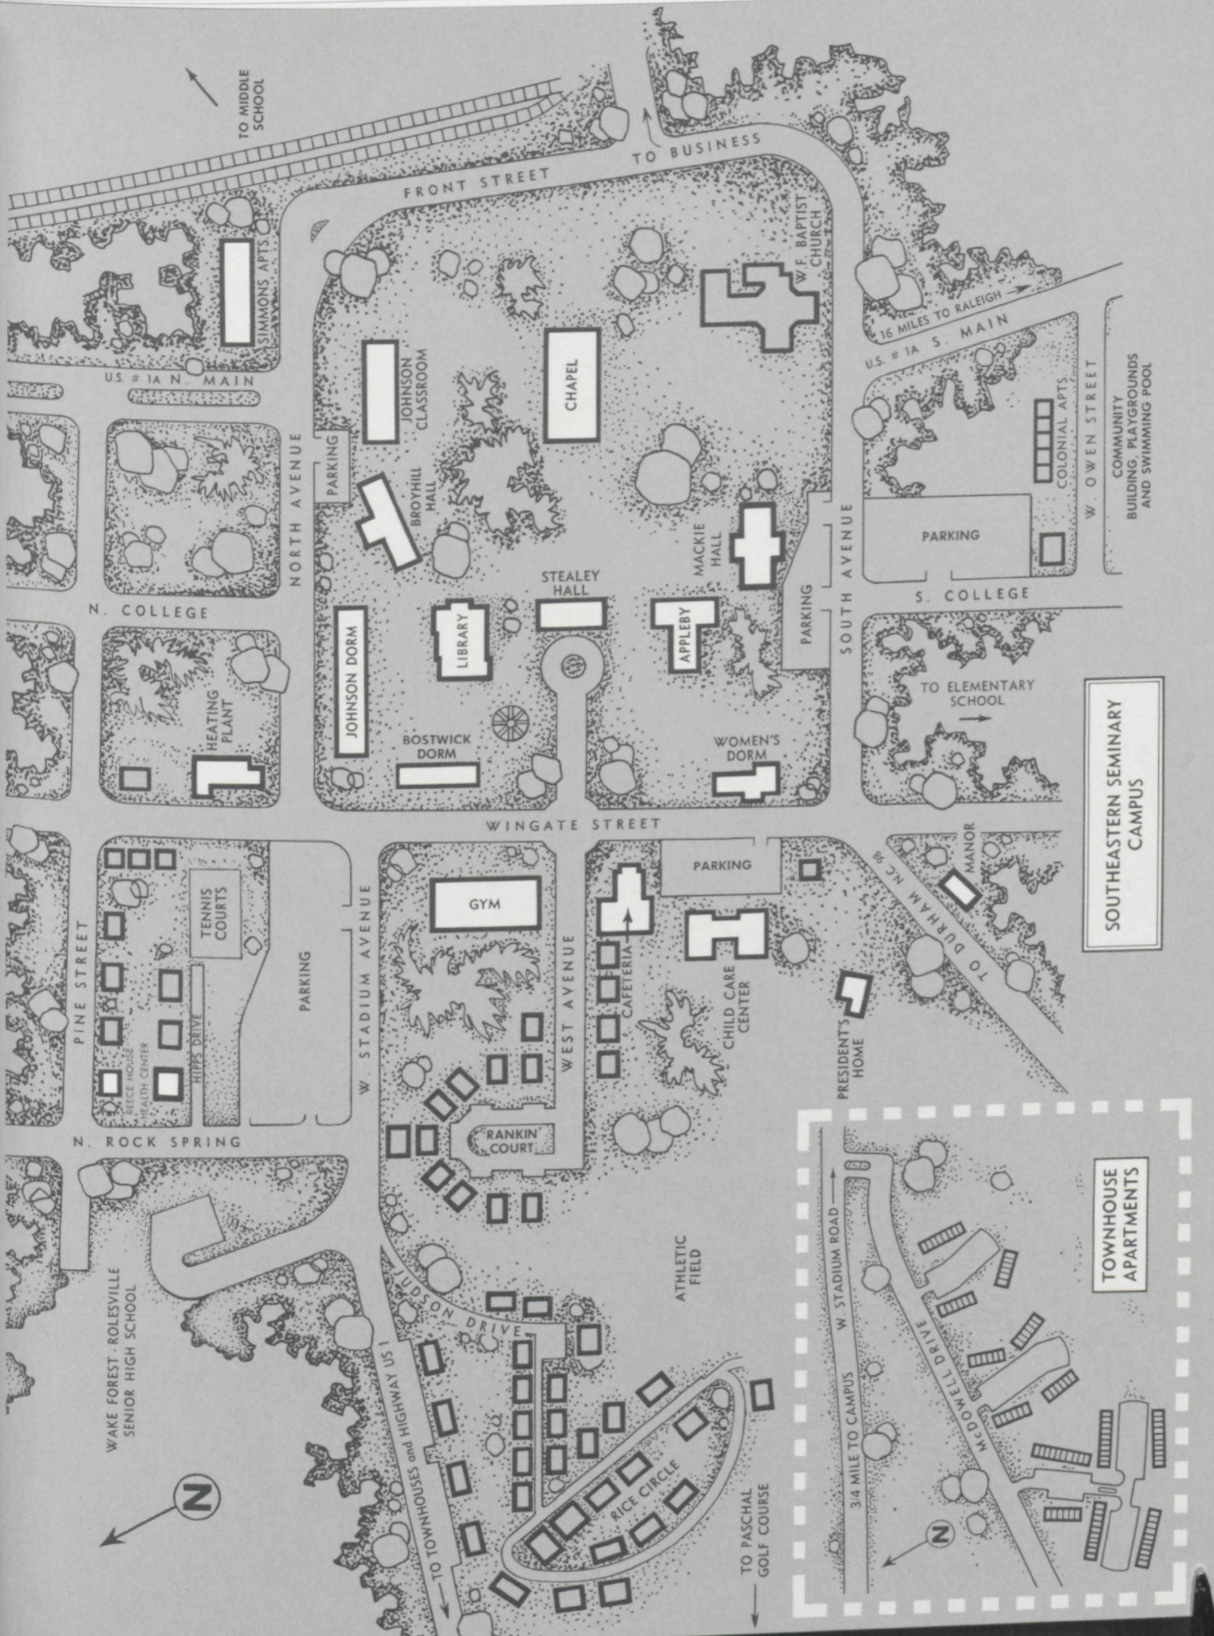 TO MIDDLE
SCHOOL
FRONT STREET
TO BUSINESS
SIMMONS APTS.
W. F. BAPTIST
CHURCH
U.S. # 1A N. MAIN
16 MILES TO RALEIGH
U.S. # 1A S. MAIN
JOHNSON
CLASSROOM
CHAPEL
NORTH AVENUE
PARKING
BROYHILL
HALL
COLONIAL APTS.
W. OWEN STREET
COMMUNITY
BUILDING, PLAYGROUNDS
AND SWIMMING POOL
PARKING
MACKIE
HALL
SOUTH AVENUE
STEALEY
HALL
N. COLLEGE
S. COLLEGE
PARKING
JOHNSON DORM
LIBRARY
APPLEBY
HEATING
PLANT
TO ELEMENTARY
SCHOOL
BOSTWICK
DORM
WOMEN'S
DORM
SOUTHEASTERN SEMINARY
CAMPUS
WINGATE STREET
PARKING
MANOR
TENNIS
COURTS
GYM
PINE STREET
W. STADIUM AVENUE
WEST AVENUE
CAFETERIA
TO DURHAM NC 98
PARKING
CHILD CARE
CENTER
HIPPS DRIVE
REECE HOUSE
HEALTH CENTER
PRESIDENT'S
HOME
N. ROCK SPRING
RANKIN
COURT
TOWNHOUSE
APARTMENTS
W. STADIUM ROAD
WAKE FOREST-ROLESVILLE
SENIOR HIGH SCHOOL
JUDSON DRIVE
ATHLETIC
FIELD
McDOWELL DRIVE
3/4 MILE TO CAMPUS
TO TOWNHOUSES and HIGHWAY US 1
RICE CIRCLE
TO PASCHAL
GOLF COURSE
N
N